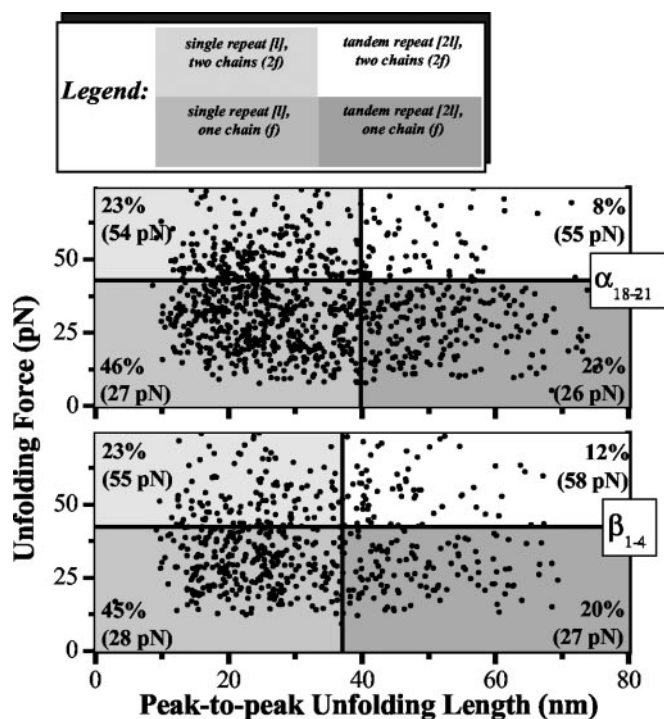 Legend:
single repeat [l],
two chains (2f)
tandem repeat [2l],
two chains (2f)
single repeat [l],
one chain (f)
tandem repeat [2l],
one chain (f)
Unfolding Force (pN)
50
25
0
23%
(54 pN)
8%
(55 pN)
46%
(27 pN)
23%
(26 pN)
α18-21
50
25
0
23%
(55 pN)
12%
(58 pN)
45%
(28 pN)
20%
(27 pN)
β1-4
0 20 40 60 80
Peak-to-peak Unfolding Length (nm)